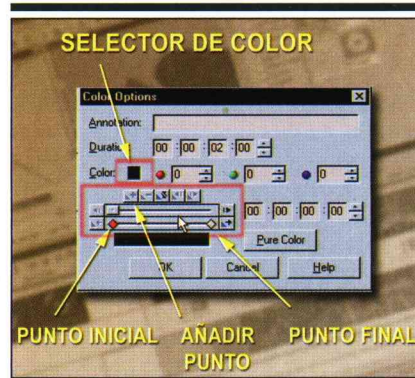 SELECTOR DE COLOR
Color Options
Annotation:
Duration: 00 : 00 : 02 : 00
Color: 0 0 0
00 : 00 : 00 : 00
Pure Color
OK Cancel Help
PUNTO INICIAL AÑADIR PUNTO FINAL
PUNTO